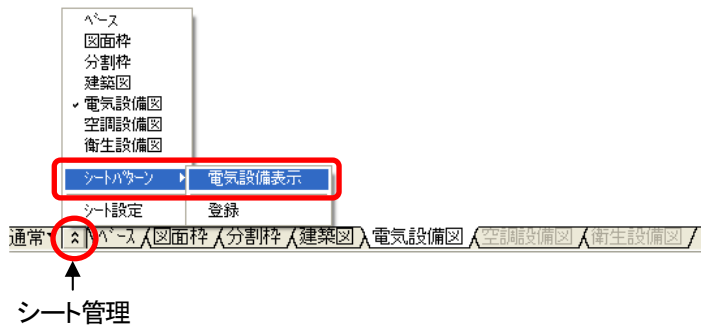 ﾍﾞｰｽ
図面枠
分割枠
建築図
電気設備図
空調設備図
衛生設備図
ｼｰﾄﾊﾟﾀｰﾝ 電気設備表示
ｼｰﾄ設定 登録
通常 ﾍﾞｰｽ 図面枠 分割枠 建築図 電気設備図 空調設備図 衛生設備図
シート管理